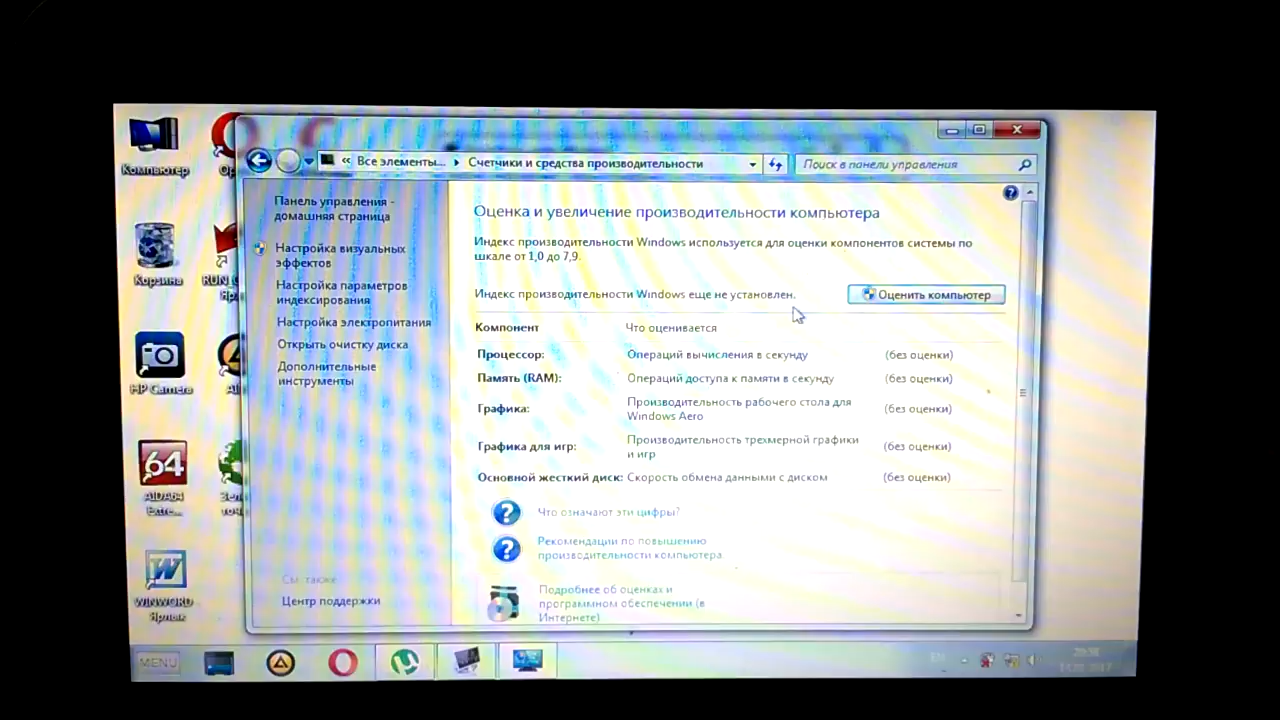 Компьютер
Корзина
HP Camera
AIDA64
Extre...
WINWORD
Ярлык
64
W
Все элементы...
Счетчики и средства производительности
Поиск в панели управления
Панель управления -
домашняя страница
Настройка визуальных
эффектов
Настройка параметров
индексирования
Настройка электропитания
Открыть очистку диска
Дополнительные
инструменты
См. также
Центр поддержки
Оценка и увеличение производительности компьютера
Индекс производительности Windows используется для оценки компонентов системы по
шкале от 1,0 до 7,9.
Индекс производительности Windows еще не установлен.
Оценить компьютер
Компонент Что оценивается
Процессор: Операций вычисления в секунду (без оценки)
Память (RAM): Операций доступа к памяти в секунду (без оценки)
Графика: Производительность рабочего стола для
Windows Aero (без оценки)
Графика для игр: Производительность трехмерной графики
и игр (без оценки)
Основной жесткий диск: Скорость обмена данными с диском (без оценки)
Что означают эти цифры?
Рекомендации по повышению
производительности компьютера.
Подробнее об оценках и
программном обеспечении (в
Интернете)
MENU
EN